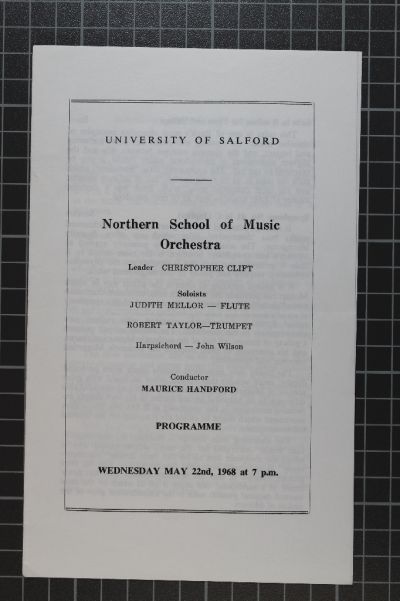 UNIVERSITY OF SALFORD
Northern School of Music
Orchestra
Leader CHRISTOPHER CLIFT
Soloists
JUDITH MELLOR — FLUTE
ROBERT TAYLOR—TRUMPET
Harpsichord — John Wilson
Conductor
MAURICE HANDFORD
PROGRAMME
WEDNESDAY MAY 22nd, 1968 at 7 p.m.